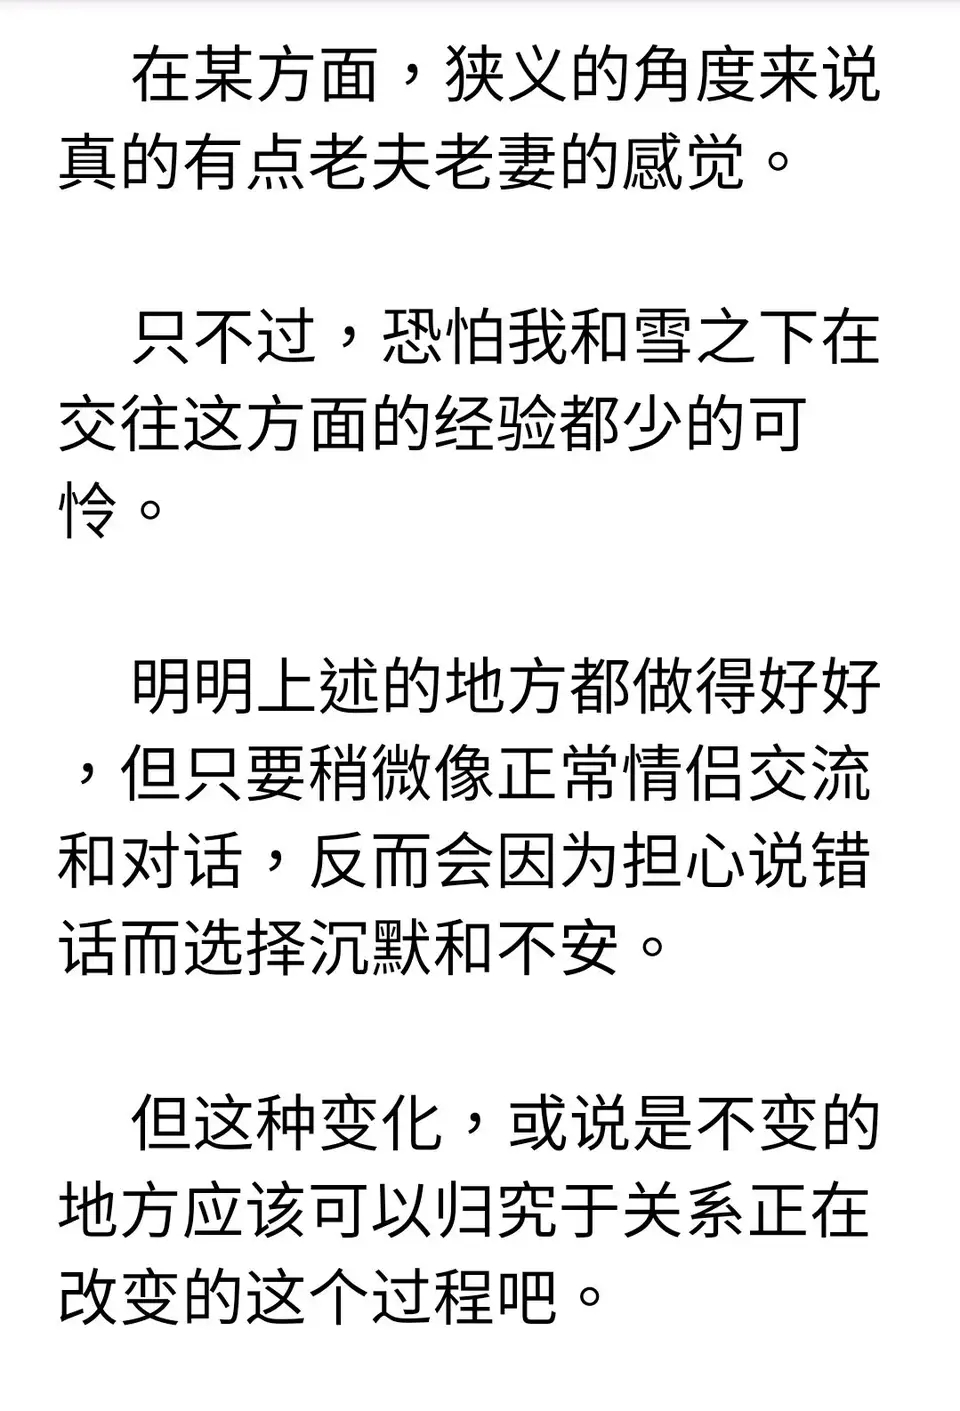 在某方面，狭义的角度来说
真的有点老夫老妻的感觉。
只不过，恐怕我和雪之下在
交往这方面的经验都少的可
怜。
明明上述的地方都做得好好
，但只要稍微像正常情侣交流
和对话，反而会因为担心说错
话而选择沉默和不安。
但这种变化，或说是不变的
地方应该可以归究于关系正在
改变的这个过程吧。